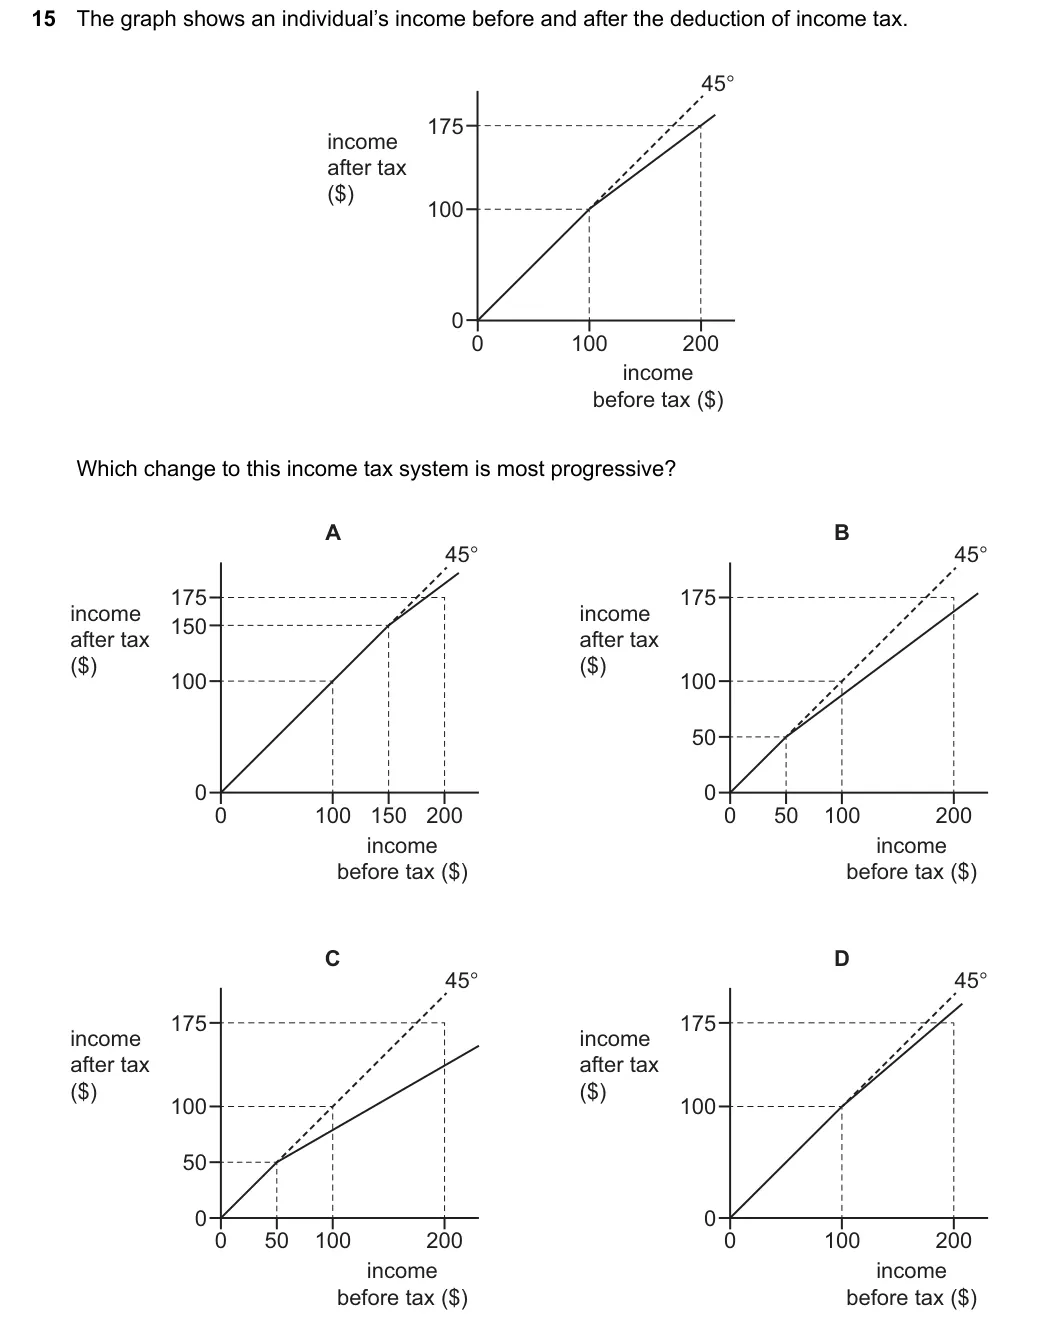 15 The graph shows an individual’s income before and after the deduction of income tax.
45°
175
income
after tax
($)
100
0
0 100 200
income
before tax ($)
Which change to this income tax system is most progressive?
A
45°
175
150
income
after tax
($)
100
0
0 100 150 200
income
before tax ($)
B
45°
175
income
after tax
($)
100
50
0
0 50 100 200
income
before tax ($)
C
45°
175
income
after tax
($)
100
50
0
0 50 100 200
income
before tax ($)
D
45°
175
income
after tax
($)
100
0
0 100 200
income
before tax ($)